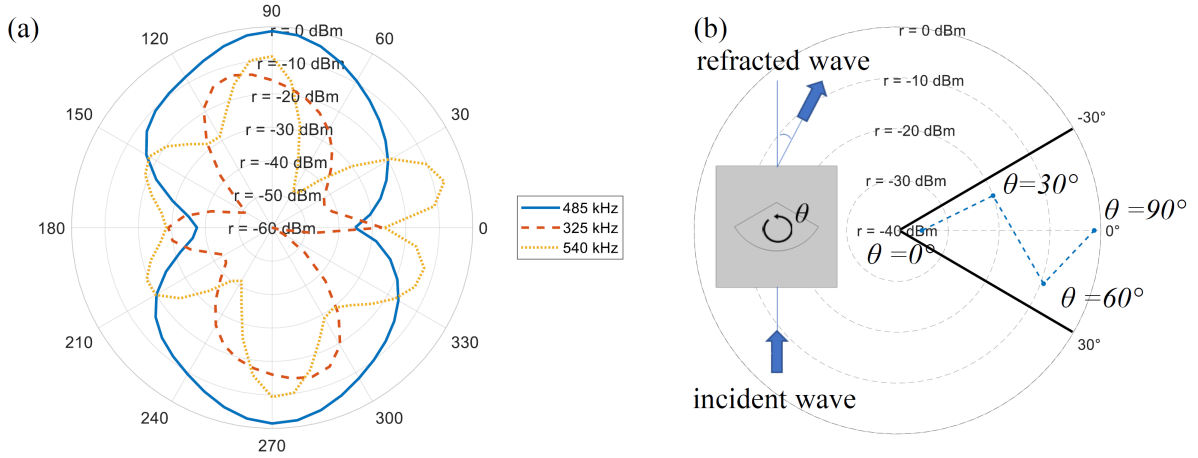 (a)
90
120
60
150
30
180
0
210
330
240
300
270
r = 0 dBm
r = -10 dBm
r = -20 dBm
r = -30 dBm
r = -40 dBm
r = -50 dBm
r = -60 dBm
485 kHz
325 kHz
540 kHz
(b)
refracted wave
θ
incident wave
r = 0 dBm
r = -10 dBm
r = -20 dBm
r = -30 dBm
r = -40 dBm
-30°
θ=30°
θ =90°
0°
θ=0°
θ =60°
30°